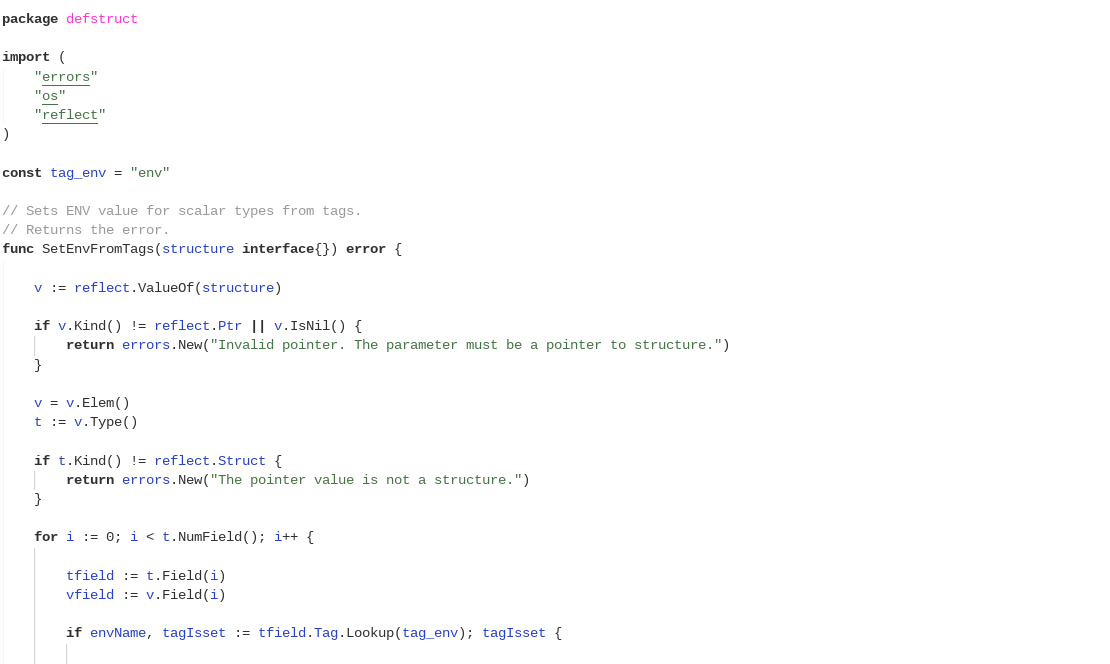 package defstruct

import (
    "errors"
    "os"
    "reflect"
)

const tag_env = "env"

// Sets ENV value for scalar types from tags.
// Returns the error.
func SetEnvFromTags(structure interface{}) error {

    v := reflect.ValueOf(structure)

    if v.Kind() != reflect.Ptr || v.IsNil() {
        return errors.New("Invalid pointer. The parameter must be a pointer to structure.")
    }

    v = v.Elem()
    t := v.Type()

    if t.Kind() != reflect.Struct {
        return errors.New("The pointer value is not a structure.")
    }

    for i := 0; i < t.NumField(); i++ {

        tfield := t.Field(i)
        vfield := v.Field(i)

        if envName, tagIsset := tfield.Tag.Lookup(tag_env); tagIsset {